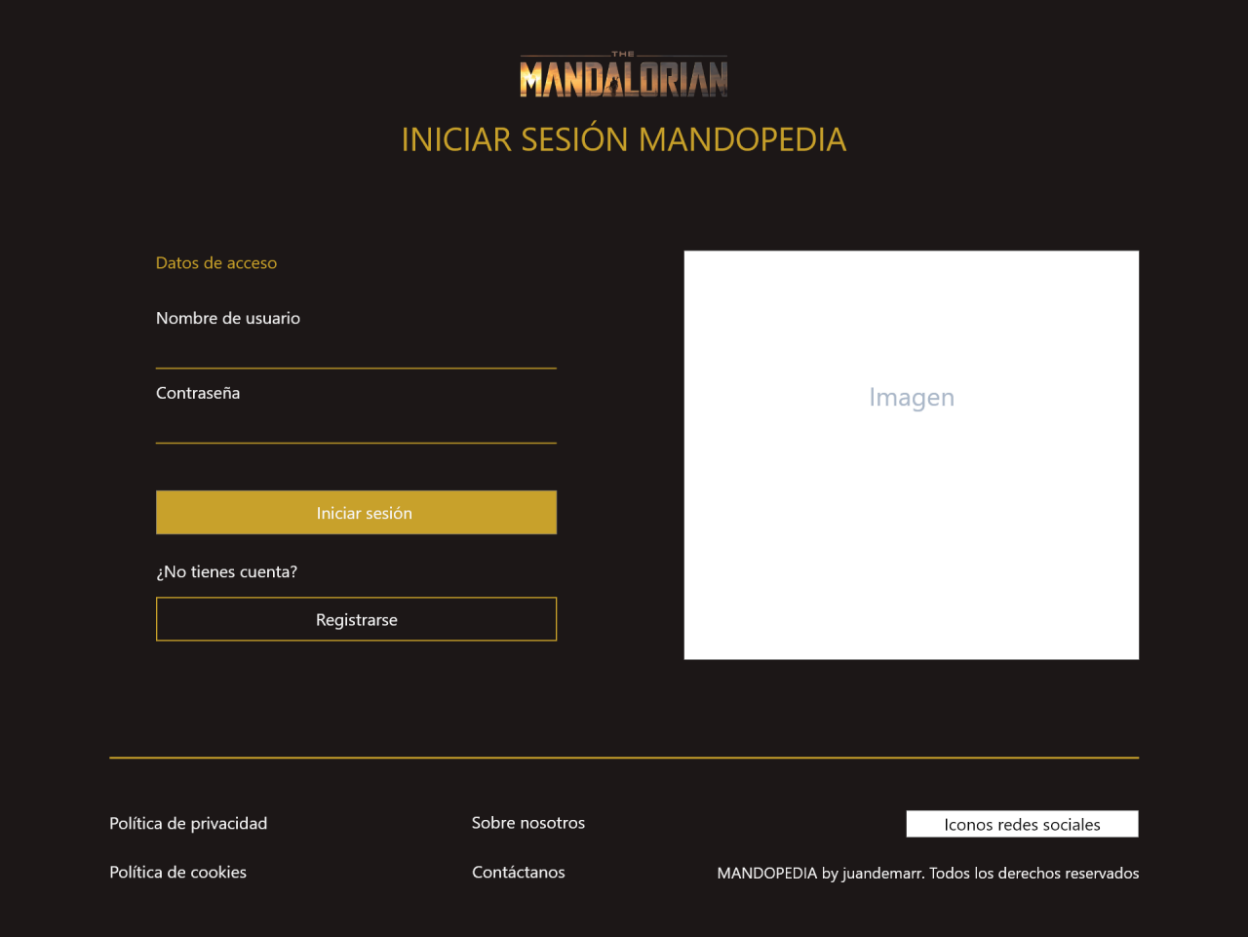 THE
MANDALORIAN
INICIAR SESIÓN MANDOPEDIA
Datos de acceso
Nombre de usuario
Contraseña
Iniciar sesión
¿No tienes cuenta?
Registrarse
Imagen
Política de privacidad
Sobre nosotros
Iconos redes sociales
Política de cookies
Contáctanos
MANDOPEDIA by juandemarr. Todos los derechos reservados